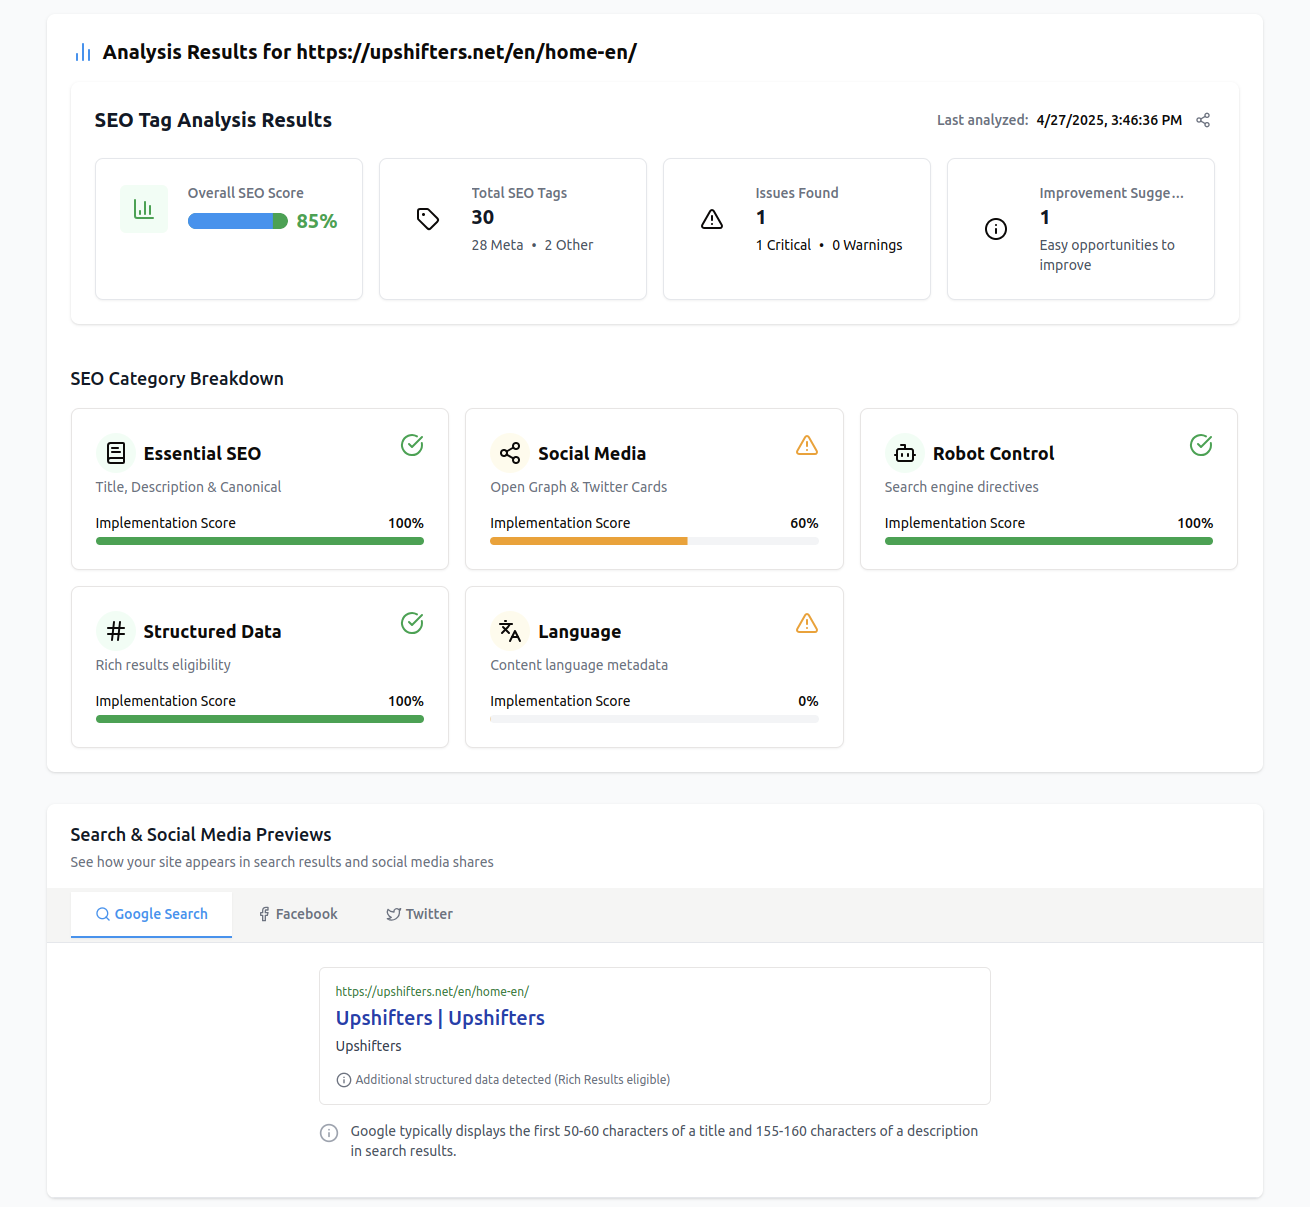 Analysis Results for https://upshifters.net/en/home-en/
SEO Tag Analysis Results
Last analyzed: 4/27/2025, 3:46:36 PM
Overall SEO Score
85%
Total SEO Tags
30
28 Meta • 2 Other
Issues Found
1
1 Critical • 0 Warnings
Improvement Sugge...
1
Easy opportunities to
improve
SEO Category Breakdown
Essential SEO
Title, Description & Canonical
Implementation Score 100%
Social Media
Open Graph & Twitter Cards
Implementation Score 60%
Robot Control
Search engine directives
Implementation Score 100%
Structured Data
Rich results eligibility
Implementation Score 100%
Language
Content language metadata
Implementation Score 0%
Search & Social Media Previews
See how your site appears in search results and social media shares
Google Search Facebook Twitter
https://upshifters.net/en/home-en/
Upshifters | Upshifters
Upshifters
Additional structured data detected (Rich Results eligible)
Google typically displays the first 50-60 characters of a title and 155-160 characters of a description
in search results.